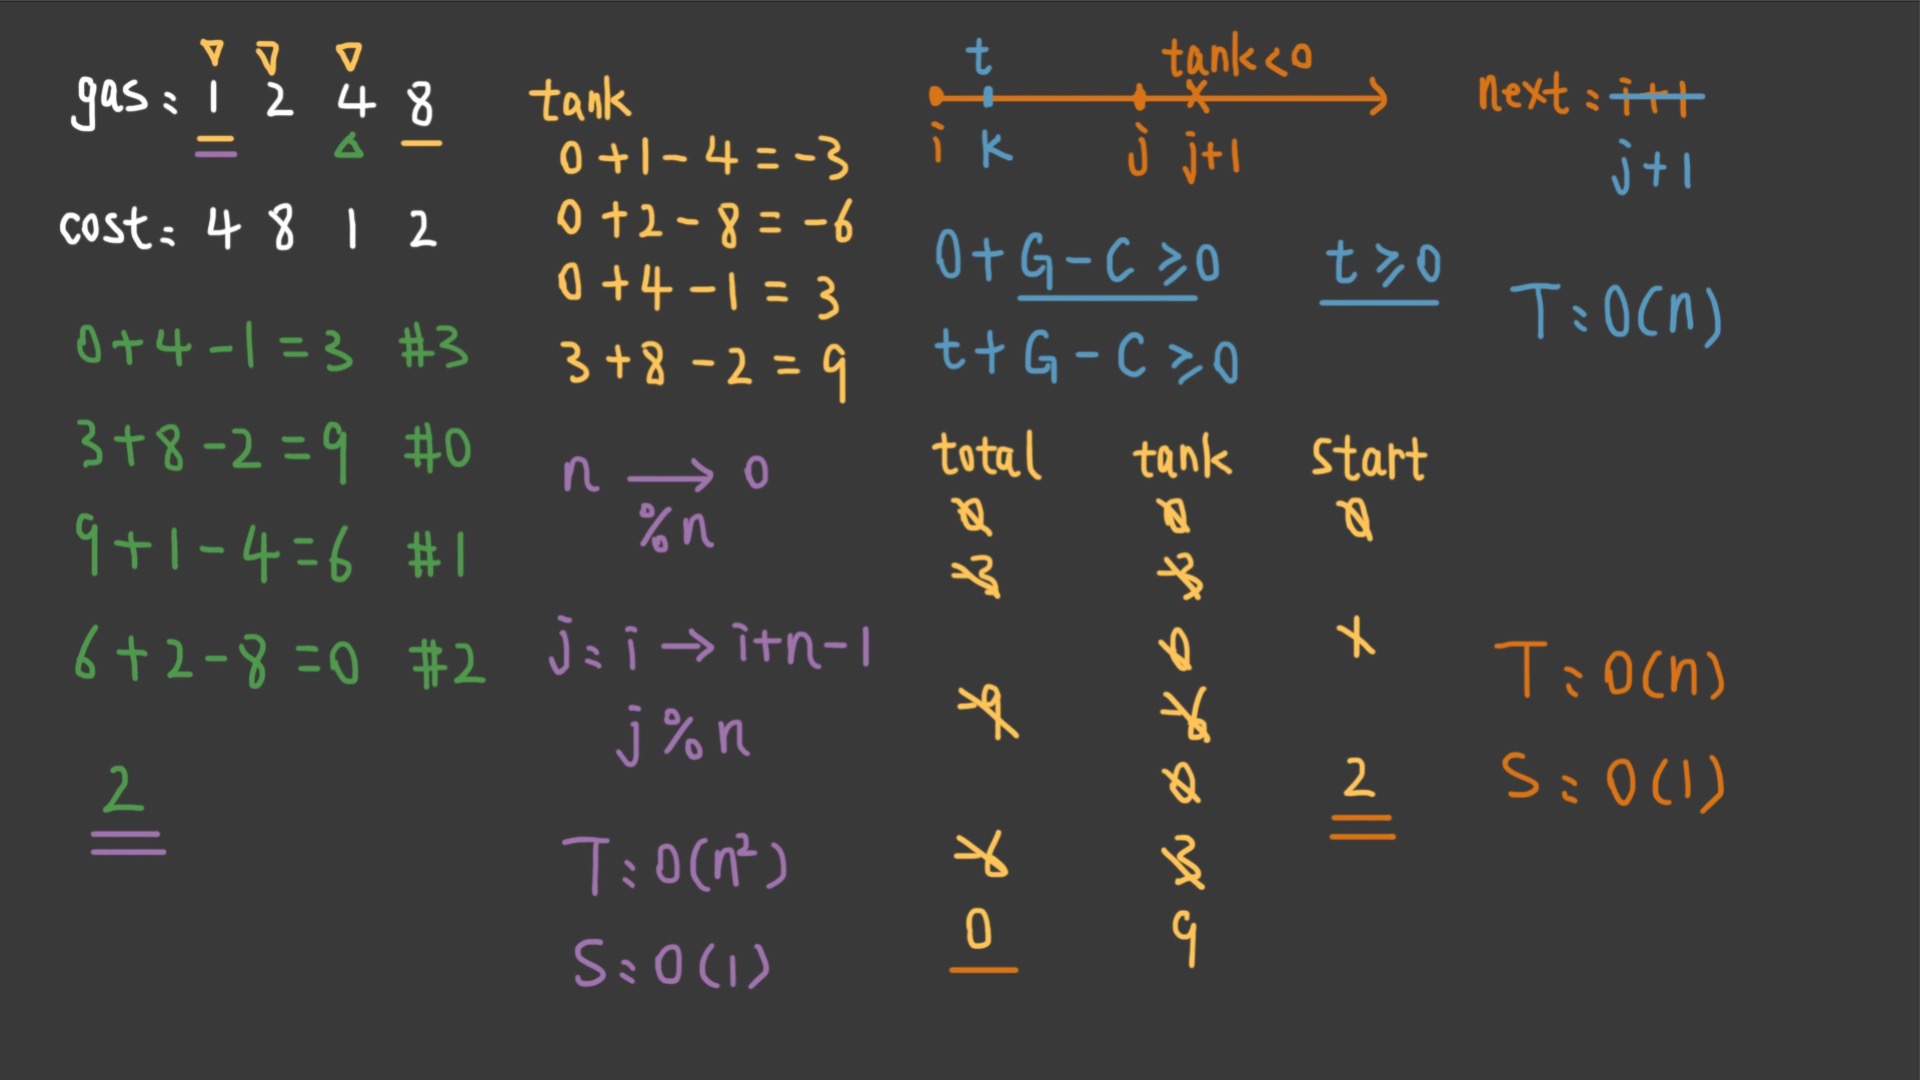 gas: 1 2 4 8
cost: 4 8 1 2
0+4-1=3 #3
3+8-2=9 #0
9+1-4=6 #1
6+2-8=0 #2
2
tank
0+1-4=-3
0+2-8=-6
0+4-1=3
3+8-2=9
n → 0
%n
j: i → i+n-1
j%n
T: O(n²)
S: O(1)
t tank<0
i k j j+1
0+G-C≥0 t≥0
t+G-C≥0
next: i+1
j+1
T: O(n)
total tank start
0 0 0
-3 -3
0 1
-9 -6
0 2
-6 3
0 9
T: O(n)
S: O(1)